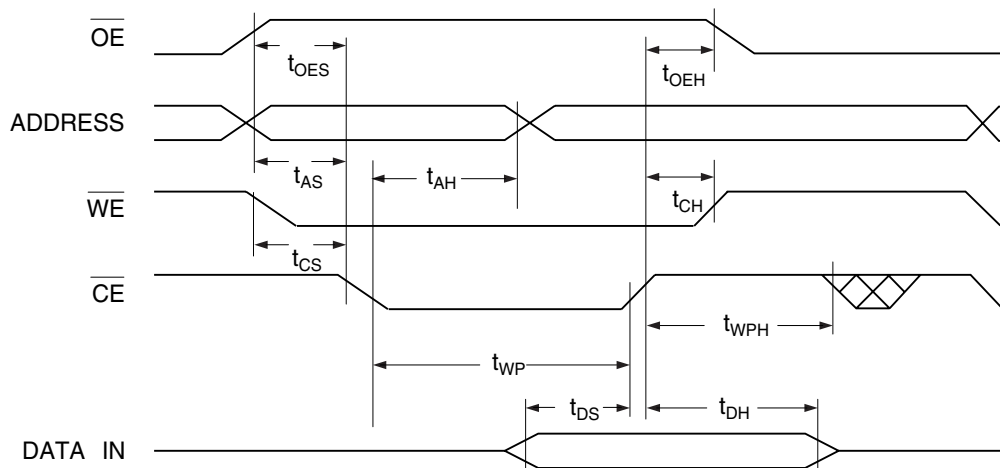 OE
tOES
tOEH
ADDRESS
tAS
tAH
WE
tCH
tCS
CE
tWPH
tWP
tDS
tDH
DATA IN